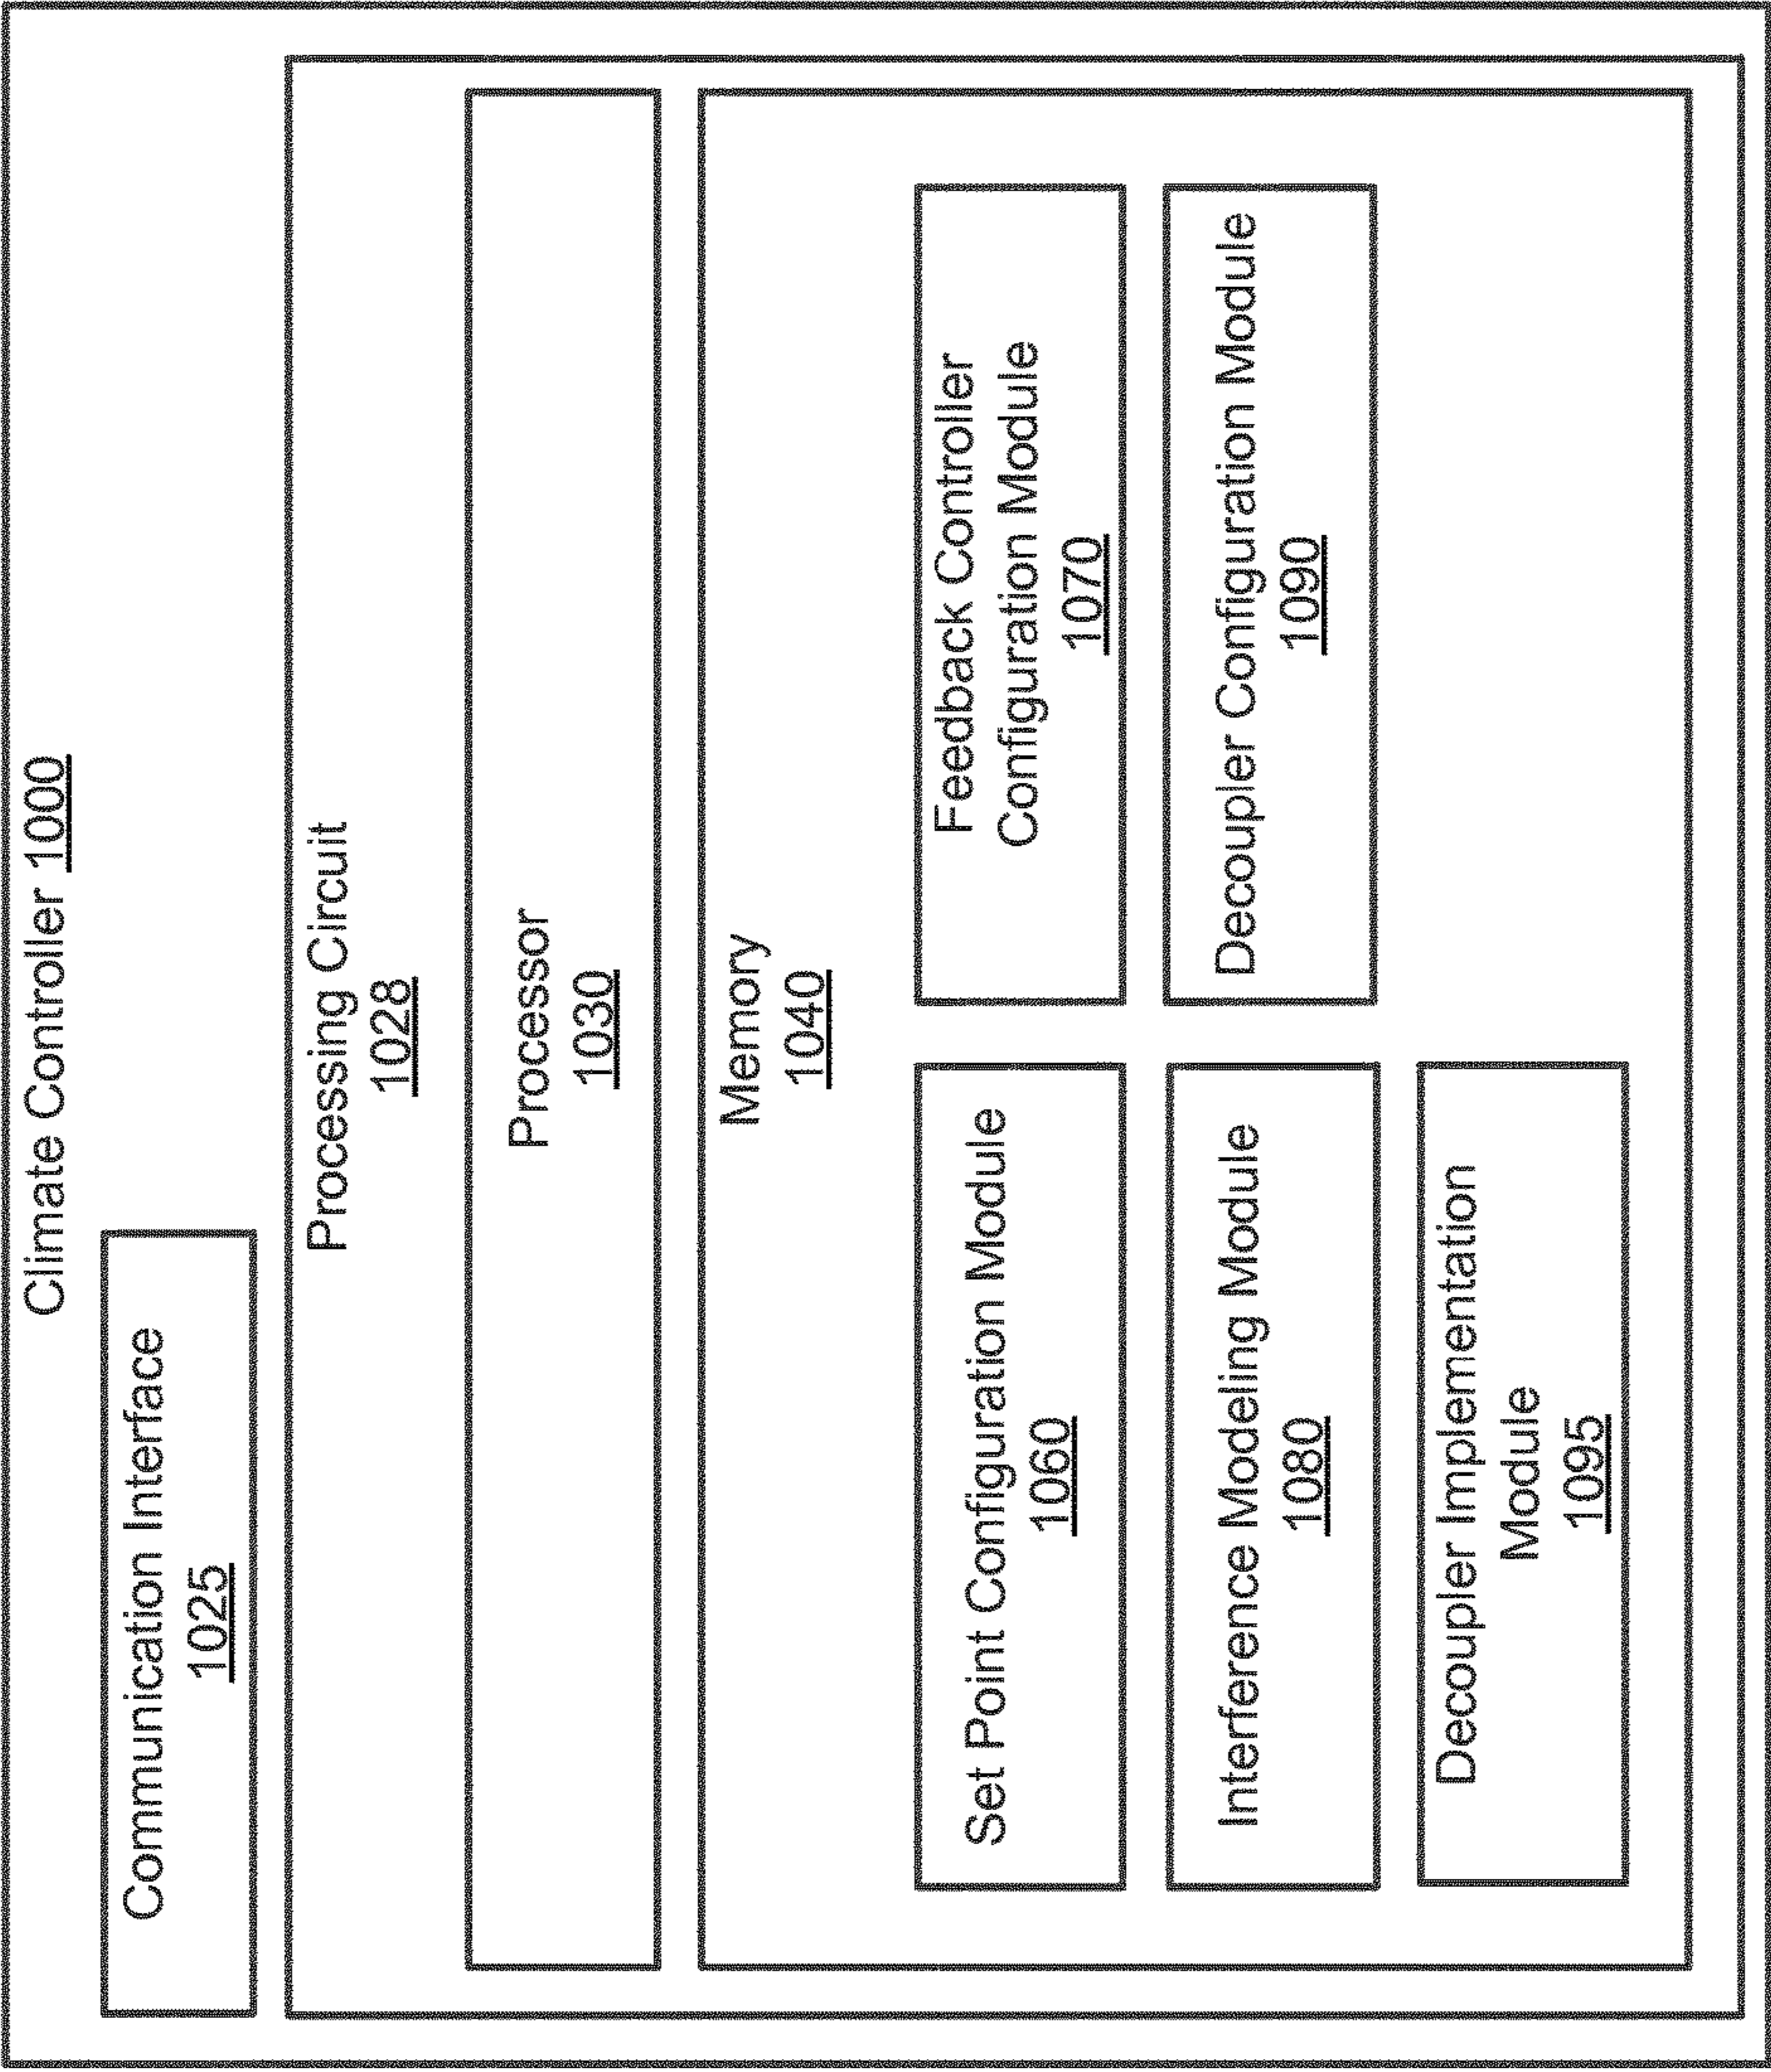 Climate Controller 1000
Communication Interface
1025
Processing Circuit
1028
Processor
1030
Memory
1040
Set Point Configuration Module
1060
Feedback Controller
Configuration Module
1070
Interference Modeling Module
1080
Decoupler Configuration Module
1090
Decoupler Implementation
Module
1095